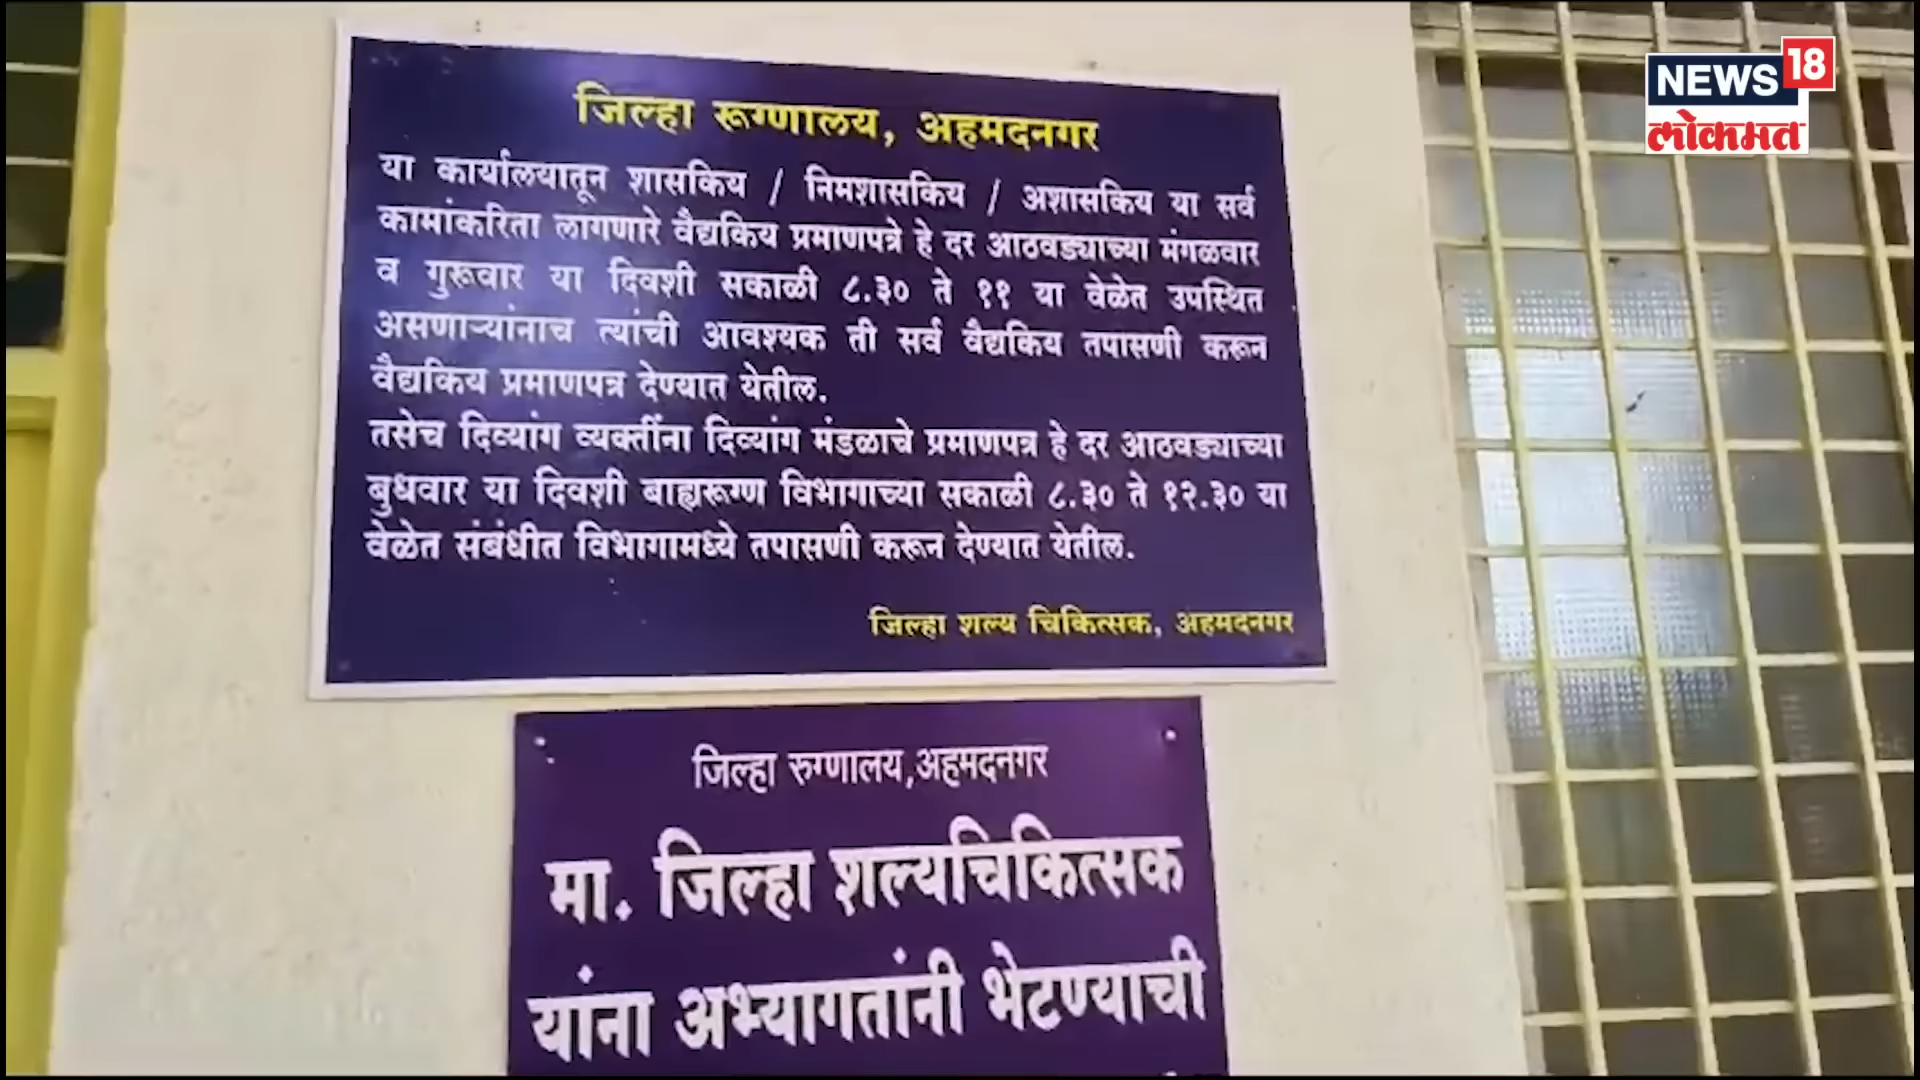 NEWS 18
लोकमत
जिल्हा रूग्णालय, अहमदनगर
या कार्यालयातून शासकिय / निमशासकिय / अशासकिय या सर्व
कामांकरिता लागणारे वैद्यकिय प्रमाणपत्रे हे दर आठवड्याच्या मंगळवार
व गुरूवार या दिवशी सकाळी ८.३० ते ११ या वेळेत उपस्थित
असणाऱ्यांनाच त्यांची आवश्यक ती सर्व वैद्यकिय तपासणी करून
वैद्यकिय प्रमाणपत्र देण्यात येतील.
तसेच दिव्यांग व्यक्तींना दिव्यांग मंडळाचे प्रमाणपत्र हे दर आठवड्याच्या
बुधवार या दिवशी बाह्यरूग्ण विभागाच्या सकाळी ८.३० ते १२.३० या
वेळेत संबंधीत विभागामध्ये तपासणी करून देण्यात येतील.
जिल्हा शल्य चिकित्सक, अहमदनगर
जिल्हा रुग्णालय,अहमदनगर
मा. जिल्हा शल्यचिकित्सक
यांना अभ्यागतांनी भेटण्याची